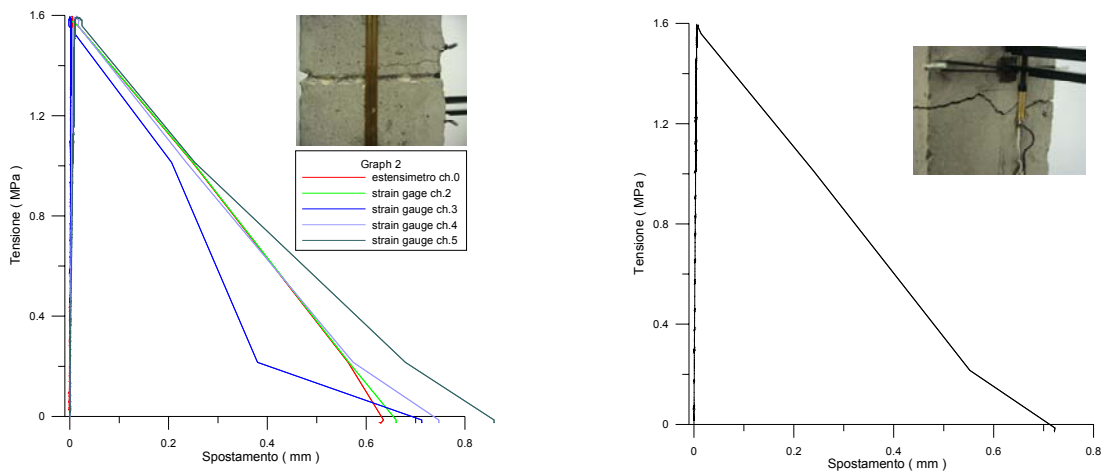 1.6
1.2
0.8
0.4
0
Tensione ( MPa )
0
0.2
0.4
0.6
0.8
Spostamento ( mm )
Graph 2
estensimetro ch.0
strain gage ch.2
strain gauge ch.3
strain gauge ch.4
strain gauge ch.5
1.6
1.2
0.8
0.4
0
Tensione ( MPa )
0
0.2
0.4
0.6
0.8
Spostamento ( mm )